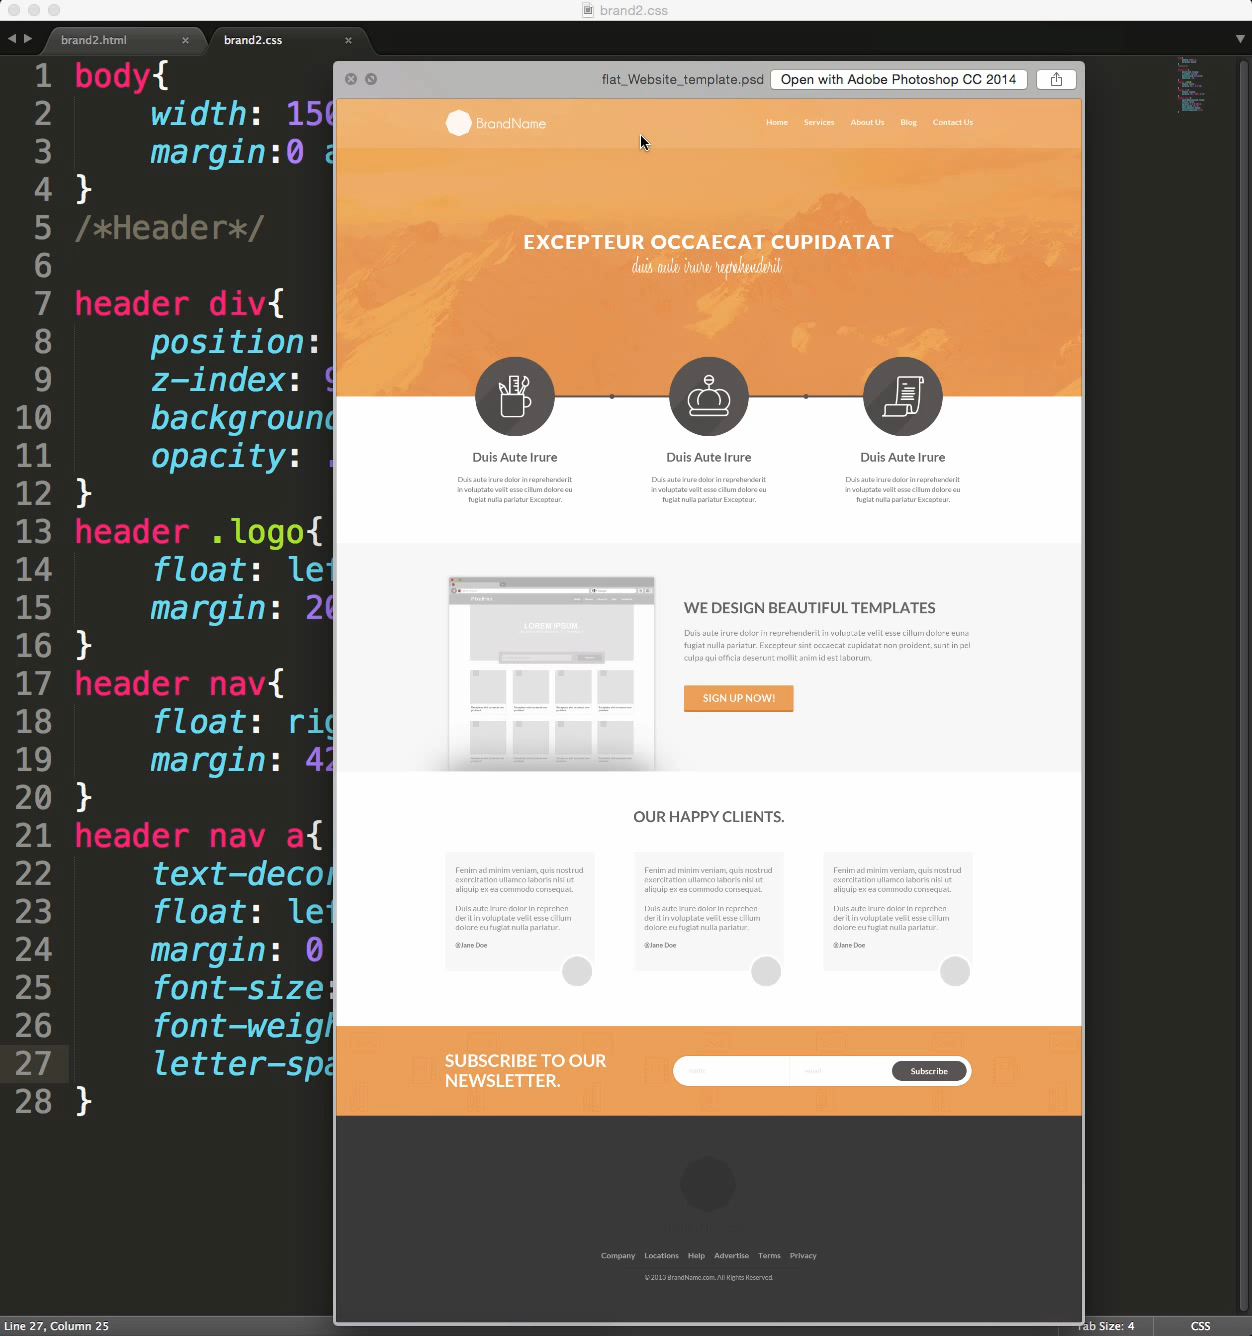 brand2.css
brand2.html
brand2.css
1 body{
2 width: 150
3 margin:0 a
4 }
5 /*Header*/
6
7 header div{
8 position:
9 z-index: 9
10 background
11 opacity: .
12 }
13 header .logo{
14 float: lef
15 margin: 20
16 }
17 header nav{
18 float: rig
19 margin: 42
20 }
21 header nav a{
22 text-decor
23 float: lef
24 margin: 0
25 font-size:
26 font-weigh
27 letter-spa
28 }
flat_Website_template.psd Open with Adobe Photoshop CC 2014
BrandName Home Services About Us Blog Contact Us
EXCEPTEUR OCCAECAT CUPIDATAT
duis aute irure reprehenderit
Duis Aute Irure
Duis aute irure dolor in reprehenderit
in voluptate velit esse cillum dolore eu
fugiat nulla pariatur Excepteur.
Duis Aute Irure
Duis aute irure dolor in reprehenderit
in voluptate velit esse cillum dolore eu
fugiat nulla pariatur Excepteur.
Duis Aute Irure
Duis aute irure dolor in reprehenderit
in voluptate velit esse cillum dolore eu
fugiat nulla pariatur Excepteur.
LOREM IPSUM
WE DESIGN BEAUTIFUL TEMPLATES
Duis aute irure dolor in reprehenderit in voluptate velit esse cillum dolore euna
fugiat nulla pariatur. Excepteur sint occaecat cupidatat non proident, sunt in pel
culpa qui officia deserunt mollit anim id est laborum.
SIGN UP NOW!
OUR HAPPY CLIENTS.
Fenim ad minim veniam, quis nostrud
exercitation ullamco laboris nisi ut
aliquip ex ea commodo consequat.
Duis aute irure dolor in reprehen
derit in voluptate velit esse cillum
dolore eu fugiat nulla pariatur.
@Jane Doe
Fenim ad minim veniam, quis nostrud
exercitation ullamco laboris nisi ut
aliquip ex ea commodo consequat.
Duis aute irure dolor in reprehen
derit in voluptate velit esse cillum
dolore eu fugiat nulla pariatur.
@Jane Doe
Fenim ad minim veniam, quis nostrud
exercitation ullamco laboris nisi ut
aliquip ex ea commodo consequat.
Duis aute irure dolor in reprehen
derit in voluptate velit esse cillum
dolore eu fugiat nulla pariatur.
@Jane Doe
SUBSCRIBE TO OUR
NEWSLETTER.
name email Subscribe
Company Locations Help Advertise Terms Privacy
© 2013 BrandName.com. All Rights Reserved.
Line 27, Column 25 Tab Size: 4 CSS